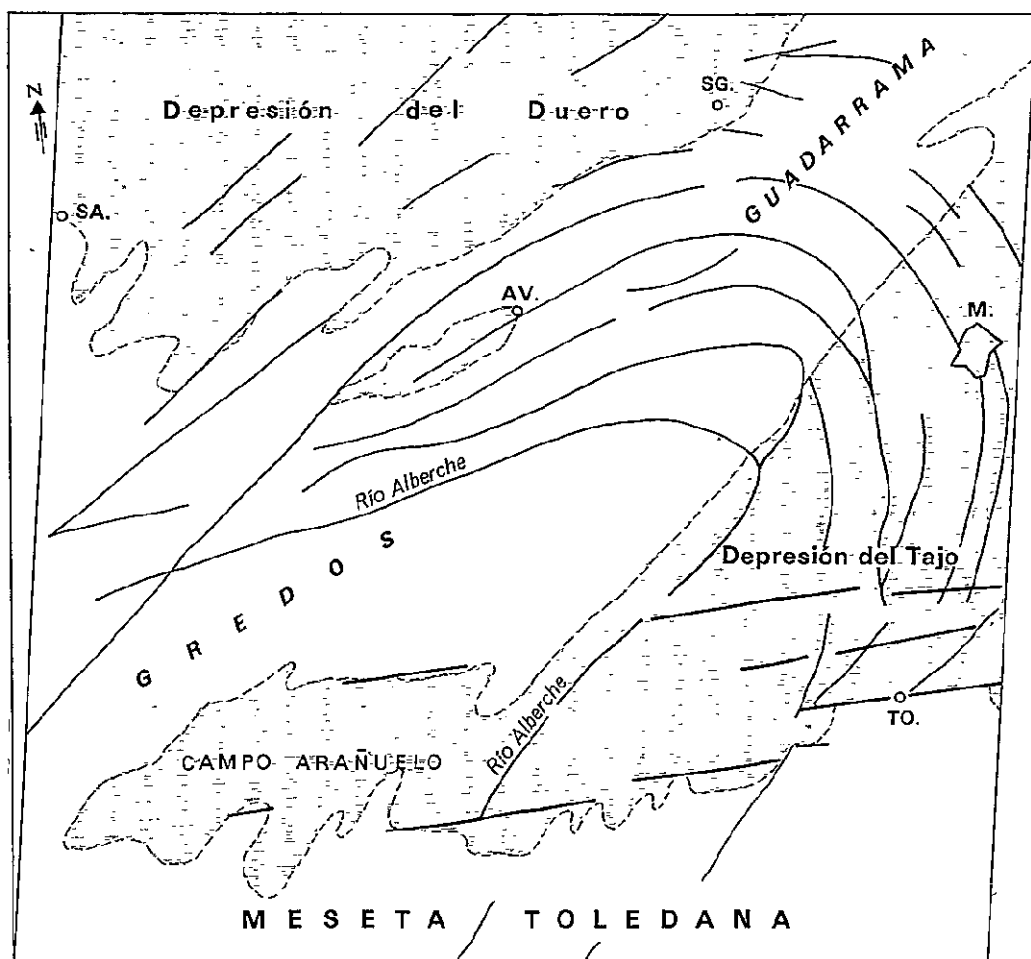 GUADARRAMA
SG.
Depresión del Duero
N
SA.
AV.
M.
Río Alberche
GREDOS
Depresión del Tajo
Río Alberche
TO.
CAMPO ARAÑUELO
MESETA TOLEDANA